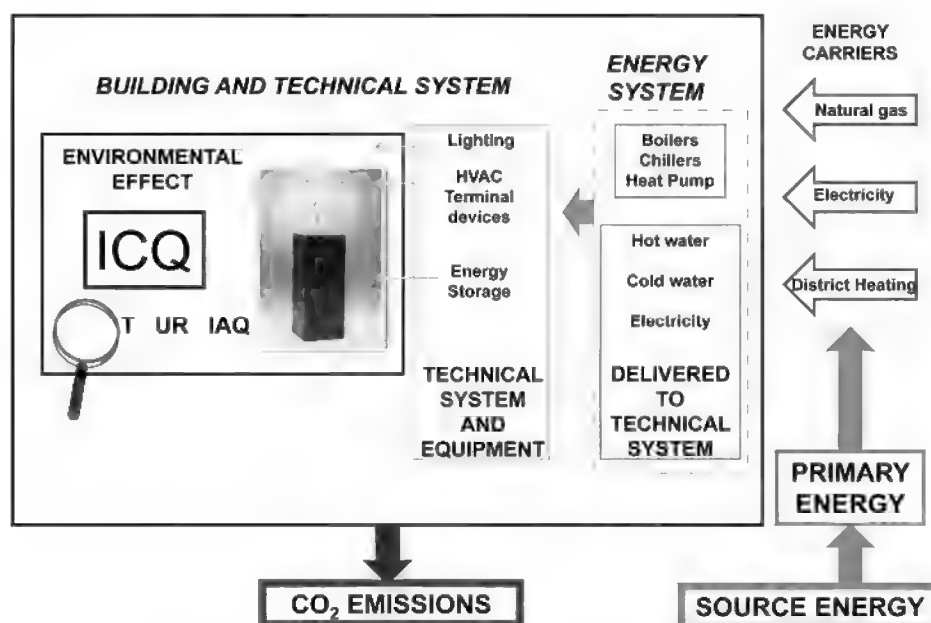 ENERGY
CARRIERS
BUILDING AND TECHNICAL SYSTEM
ENERGY
SYSTEM
Natural gas
Electricity
District Heating
ENVIRONMENTAL
EFFECT
ICQ
T UR IAQ
Lighting
HVAC
Terminal
devices
Energy
Storage
TECHNICAL
SYSTEM
AND
EQUIPMENT
Boilers
Chillers
Heat Pump
Hot water
Cold water
Electricity
DELIVERED
TO
TECHNICAL
SYSTEM
PRIMARY
ENERGY
CO₂ EMISSIONS
SOURCE ENERGY